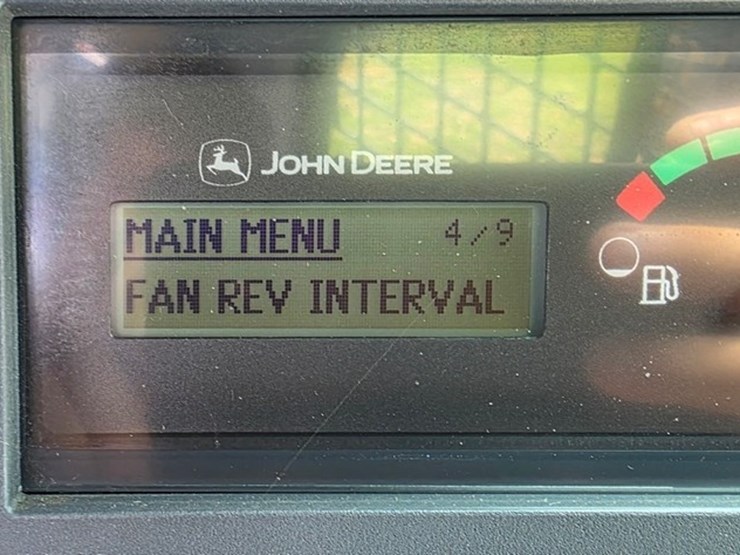 JOHN DEERE
MAIN MENU 4/9
FAN REV INTERVAL